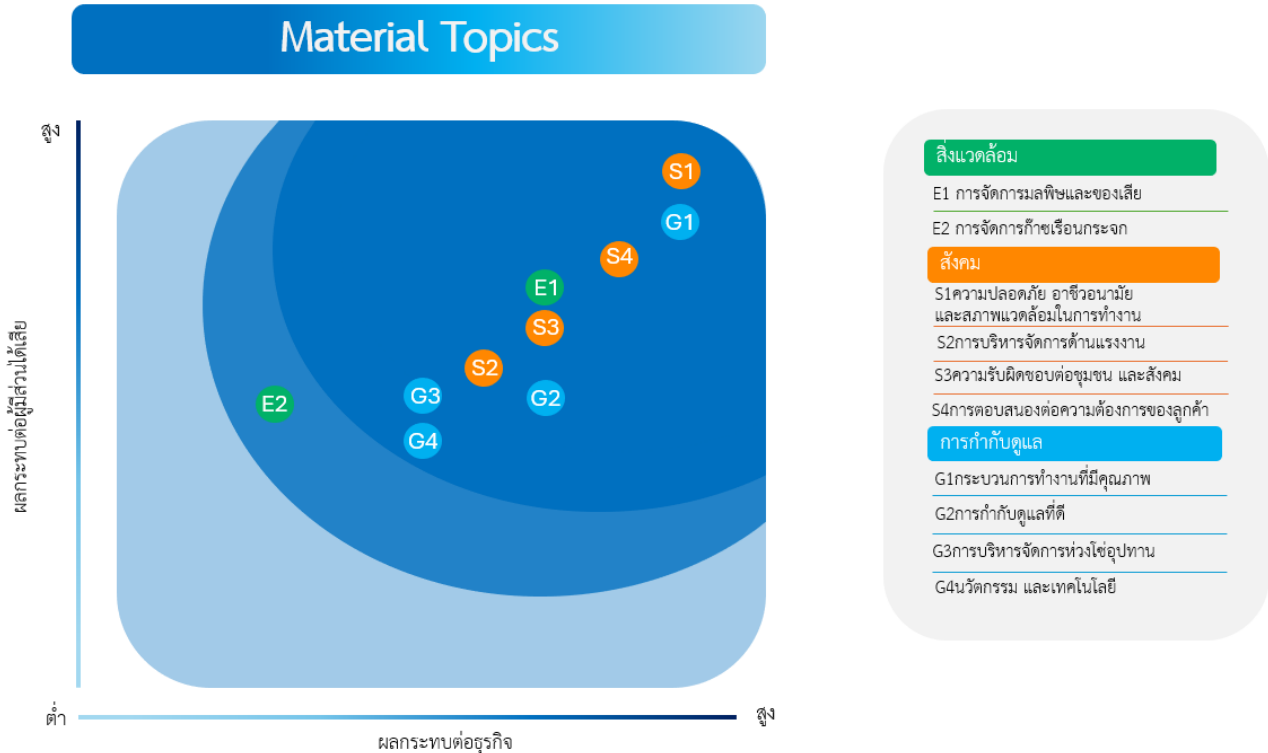 Material Topics
สูง
S1
G1
S4
E1
S3
S2
G3
G2
E2
G4
ผลกระทบต่อผู้มีส่วนได้เสีย
ต่ำ
สูง
ผลกระทบต่อธุรกิจ
สิ่งแวดล้อม
E1 การจัดการมลพิษและของเสีย
E2 การจัดการก๊าซเรือนกระจก
สังคม
S1ความปลอดภัย อาชีวอนามัย
และสภาพแวดล้อมในการทำงาน
S2การบริหารจัดการด้านแรงงาน
S3ความรับผิดชอบต่อชุมชน และสังคม
S4การตอบสนองต่อความต้องการของลูกค้า
การกำกับดูแล
G1กระบวนการทำงานที่มีคุณภาพ
G2การกำกับดูแลที่ดี
G3การบริหารจัดการห่วงโซ่อุปทาน
G4นวัตกรรม และเทคโนโลยี